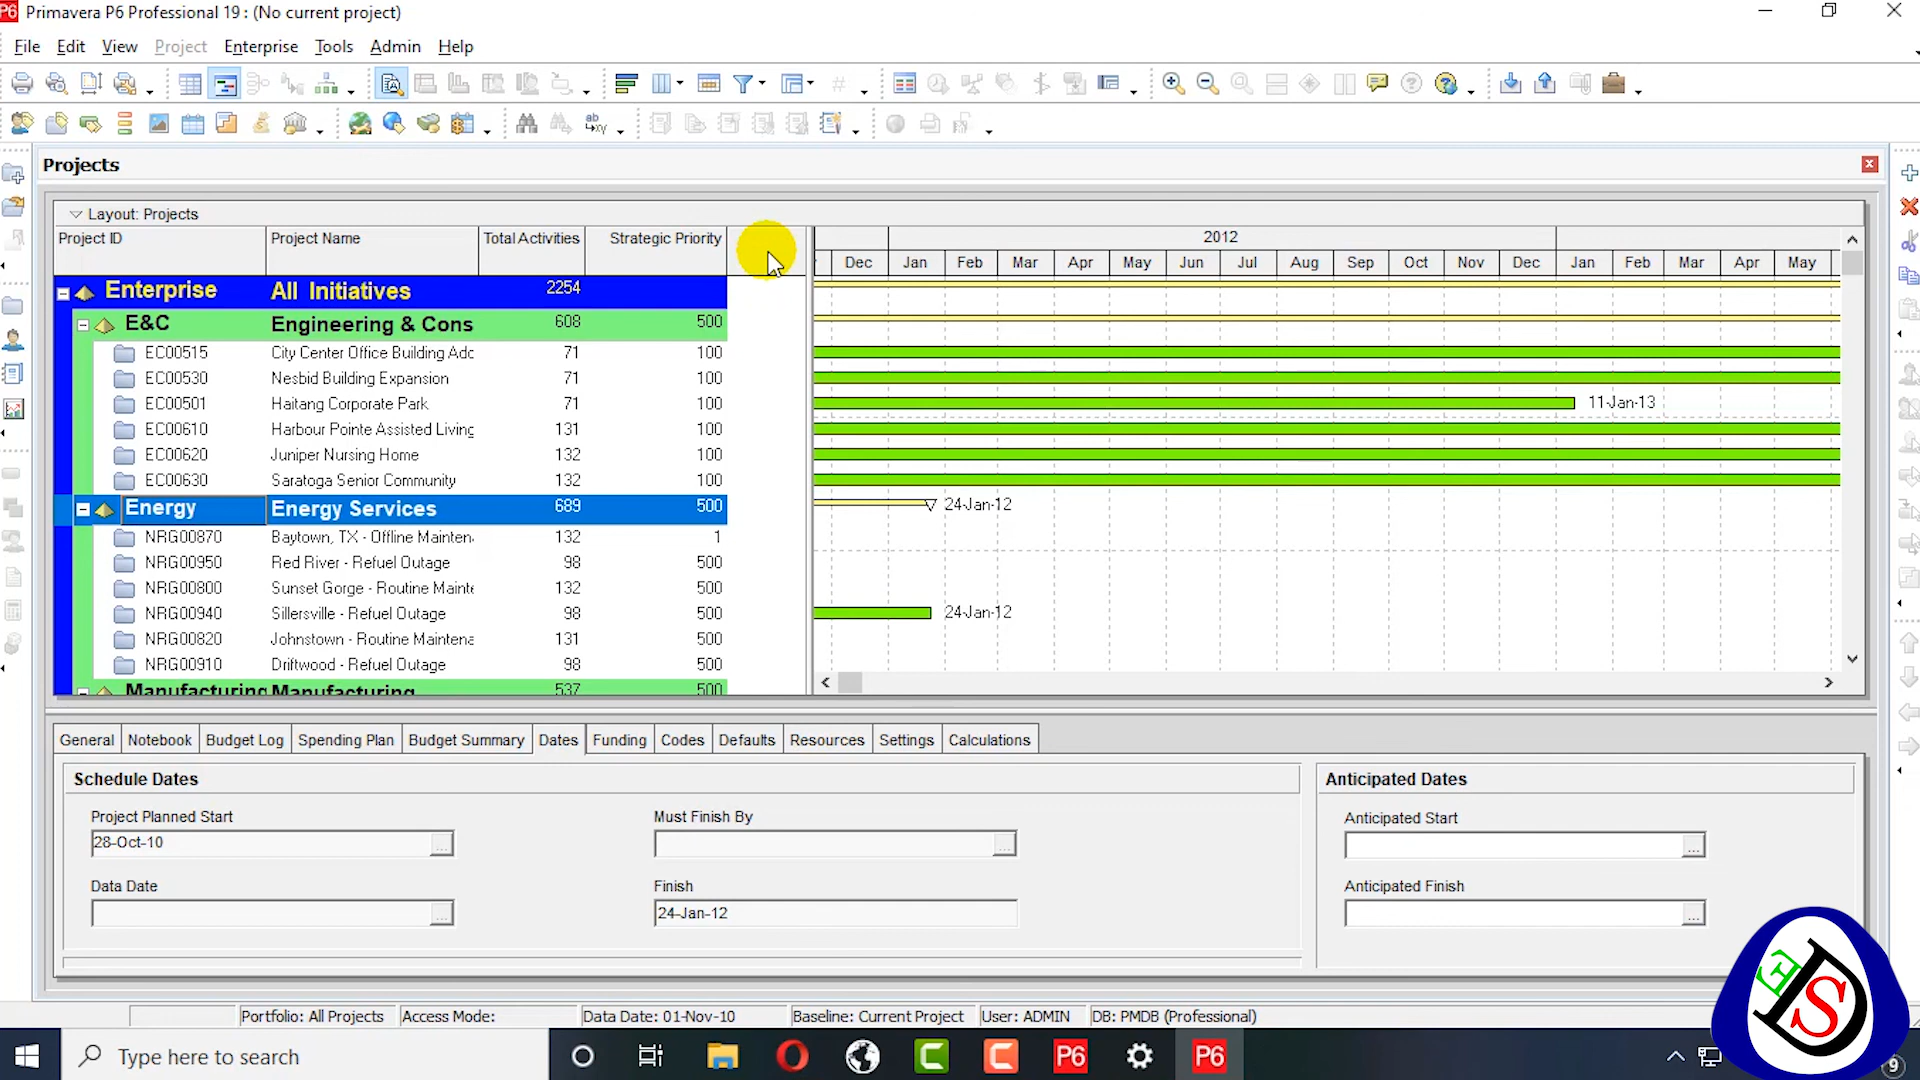 P6 Primavera P6 Professional 19 : (No current project)
File Edit View Project Enterprise Tools Admin Help
Projects
Layout: Projects
Project ID Project Name Total Activities Strategic Priority
2012
Dec Jan Feb Mar Apr May Jun Jul Aug Sep Oct Nov Dec Jan Feb Mar Apr May
Enterprise All Initiatives 2254
E&C Engineering & Cons 608 500
EC00515 City Center Office Building Adc 71 100
EC00530 Nesbid Building Expansion 71 100
EC00501 Haitang Corporate Park 71 100 11-Jan-13
EC00610 Harbour Pointe Assisted Living 131 100
EC00620 Juniper Nursing Home 132 100
EC00630 Saratoga Senior Community 132 100
Energy Energy Services 689 500 24-Jan-12
NRG00870 Baytown, TX - Offline Mainten 132 1
NRG00950 Red River - Refuel Outage 98 500
NRG00800 Sunset Gorge - Routine Mainte 132 500
NRG00940 Sillersville - Refuel Outage 98 500 24-Jan-12
NRG00820 Johnstown - Routine Maintena 131 500
NRG00910 Driftwood - Refuel Outage 98 500
Manufacturing Manufacturing 537 500
General Notebook Budget Log Spending Plan Budget Summary Dates Funding Codes Defaults Resources Settings Calculations
Schedule Dates
Anticipated Dates
Project Planned Start Must Finish By Anticipated Start
28-Oct-10
Data Date Finish Anticipated Finish
24-Jan-12
Portfolio: All Projects Access Mode: Data Date: 01-Nov-10 Baseline: Current Project User: ADMIN DB: PMDB (Professional)
Type here to search
P6 P6
9